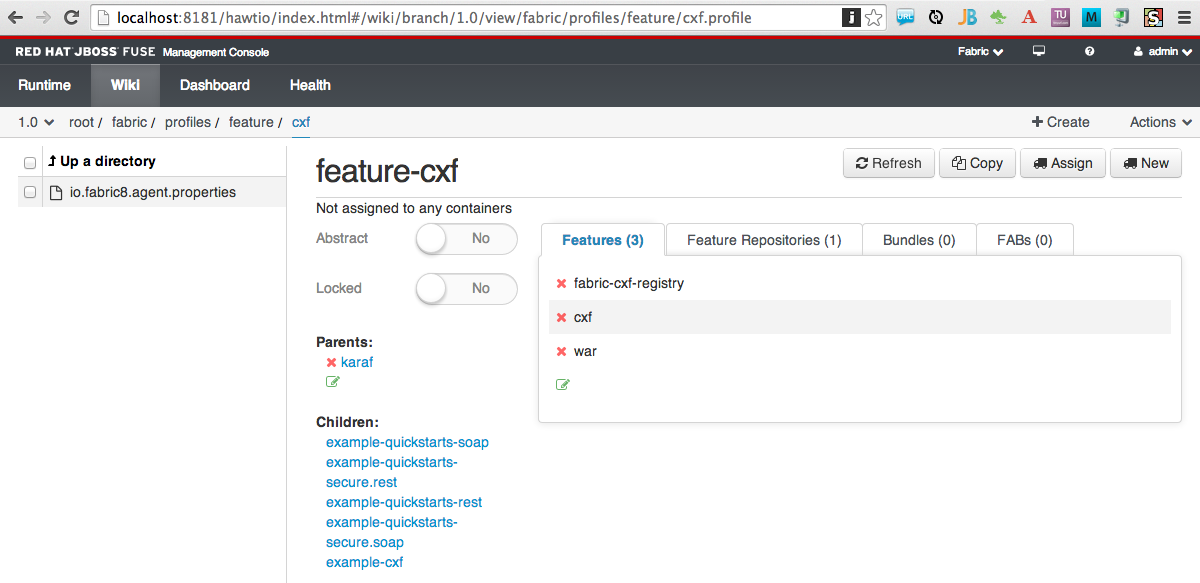 localhost:8181/hawtio/index.html#/wiki/branch/1.0/view/fabric/profiles/feature/cxf.profile
RED HAT JBOSS FUSE Management Console
Fabric
admin
Runtime Wiki Dashboard Health
1.0 root / fabric / profiles / feature / cxf
Create Actions
Up a directory
io.fabric8.agent.properties
feature-cxf
Refresh Copy Assign New
Not assigned to any containers
Abstract No
Locked No
Parents:
karaf
Children:
example-quickstarts-soap
example-quickstarts-
secure.rest
example-quickstarts-rest
example-quickstarts-
secure.soap
example-cxf
Features (3) Feature Repositories (1) Bundles (0) FABs (0)
fabric-cxf-registry
cxf
war